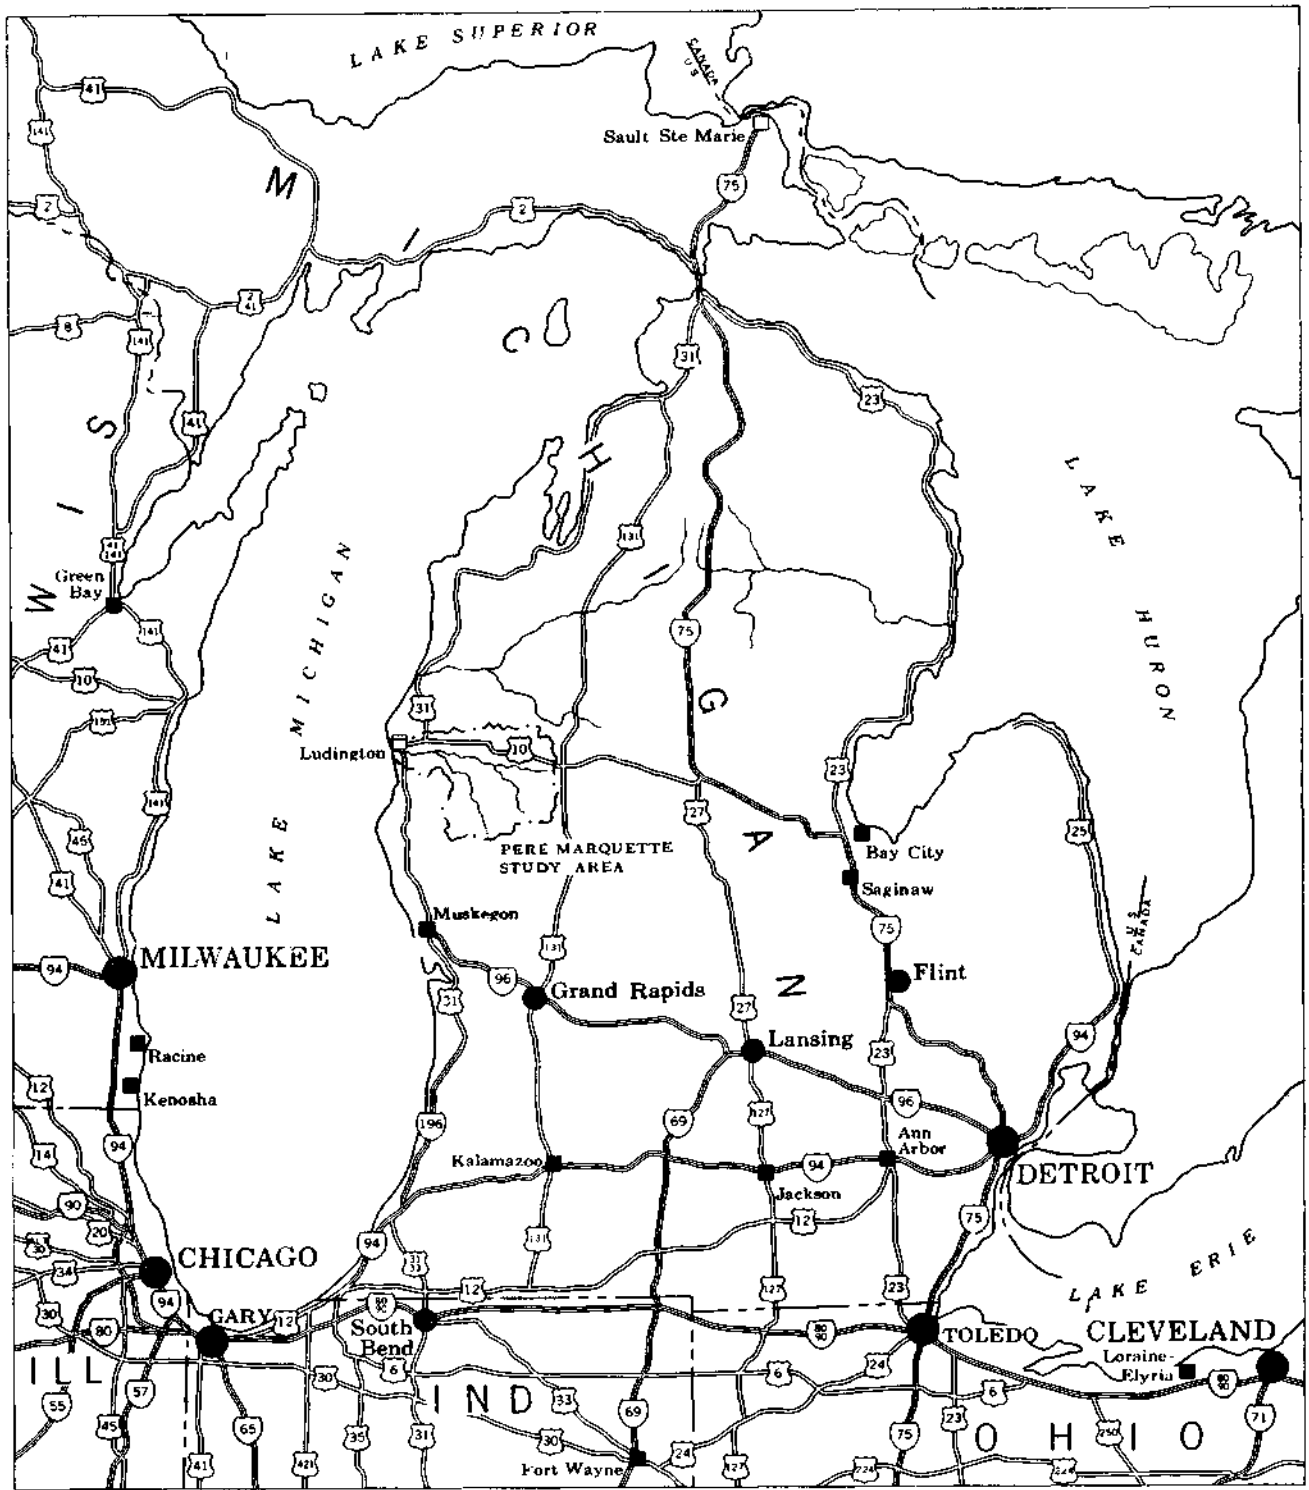 LAKE SUPERIOR
CANADA
US
41
141
Sault Ste Marie
75
M
2
2
I
2
41
8
141
C
31
23
41
S
H
LAKE HURON
I
131
41
141
Green
Bay
W
LAKE MICHIGAN
I
141
75
41
10
G
31
Ludington
10
23
27
141
A
25
45
PERE MARQUETTE
STUDY AREA
Bay City
41
Saginaw
Muskegon
US
CANADA
75
131
MILWAUKEE
94
96
Flint
Grand Rapids
N
31
27
Lansing
94
Racine
23
Kenosha
12
96
127
69
196
Ann
Arbor
94
14
Kalamazoo
94
DETROIT
Jackson
90
12
75
20
30
131
94
CHICAGO
LAKE ERIE
34
31
33
12
127
23
94
80
90
30
GARY
12
South
Bend
80
80
90
TOLEDO
CLEVELAND
Loraine-
Elyria
ILL
30
6
6
24
6
80
90
57
IND
33
55
69
23
71
45
65
35
31
30
24
75
OHIO
250
41
421
Fort Wayne
127
224
224